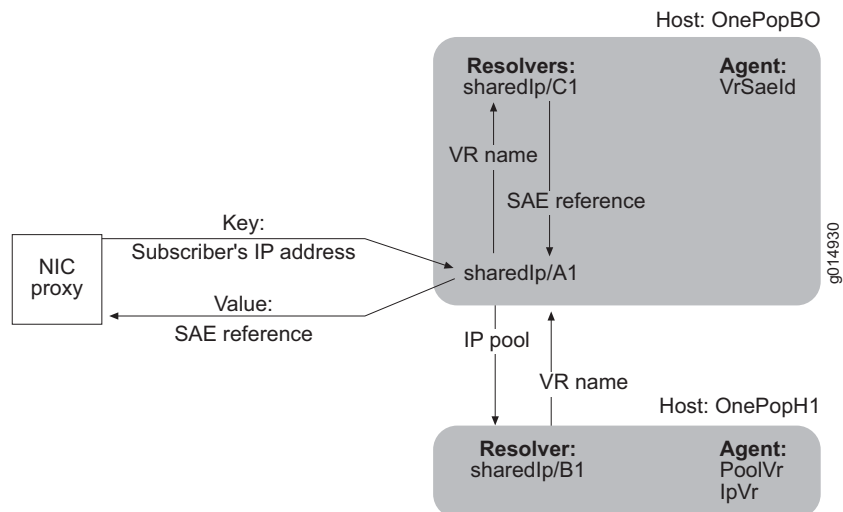 Host: OnePopBO
Resolvers:
sharedIp/C1
Agent:
VrSaeId
VR name
SAE reference
Key:
Subscriber's IP address
NIC
proxy
sharedIp/A1
Value:
SAE reference
g014930
IP pool
VR name
Host: OnePopH1
Resolver:
sharedIp/B1
Agent:
PoolVr
IpVr